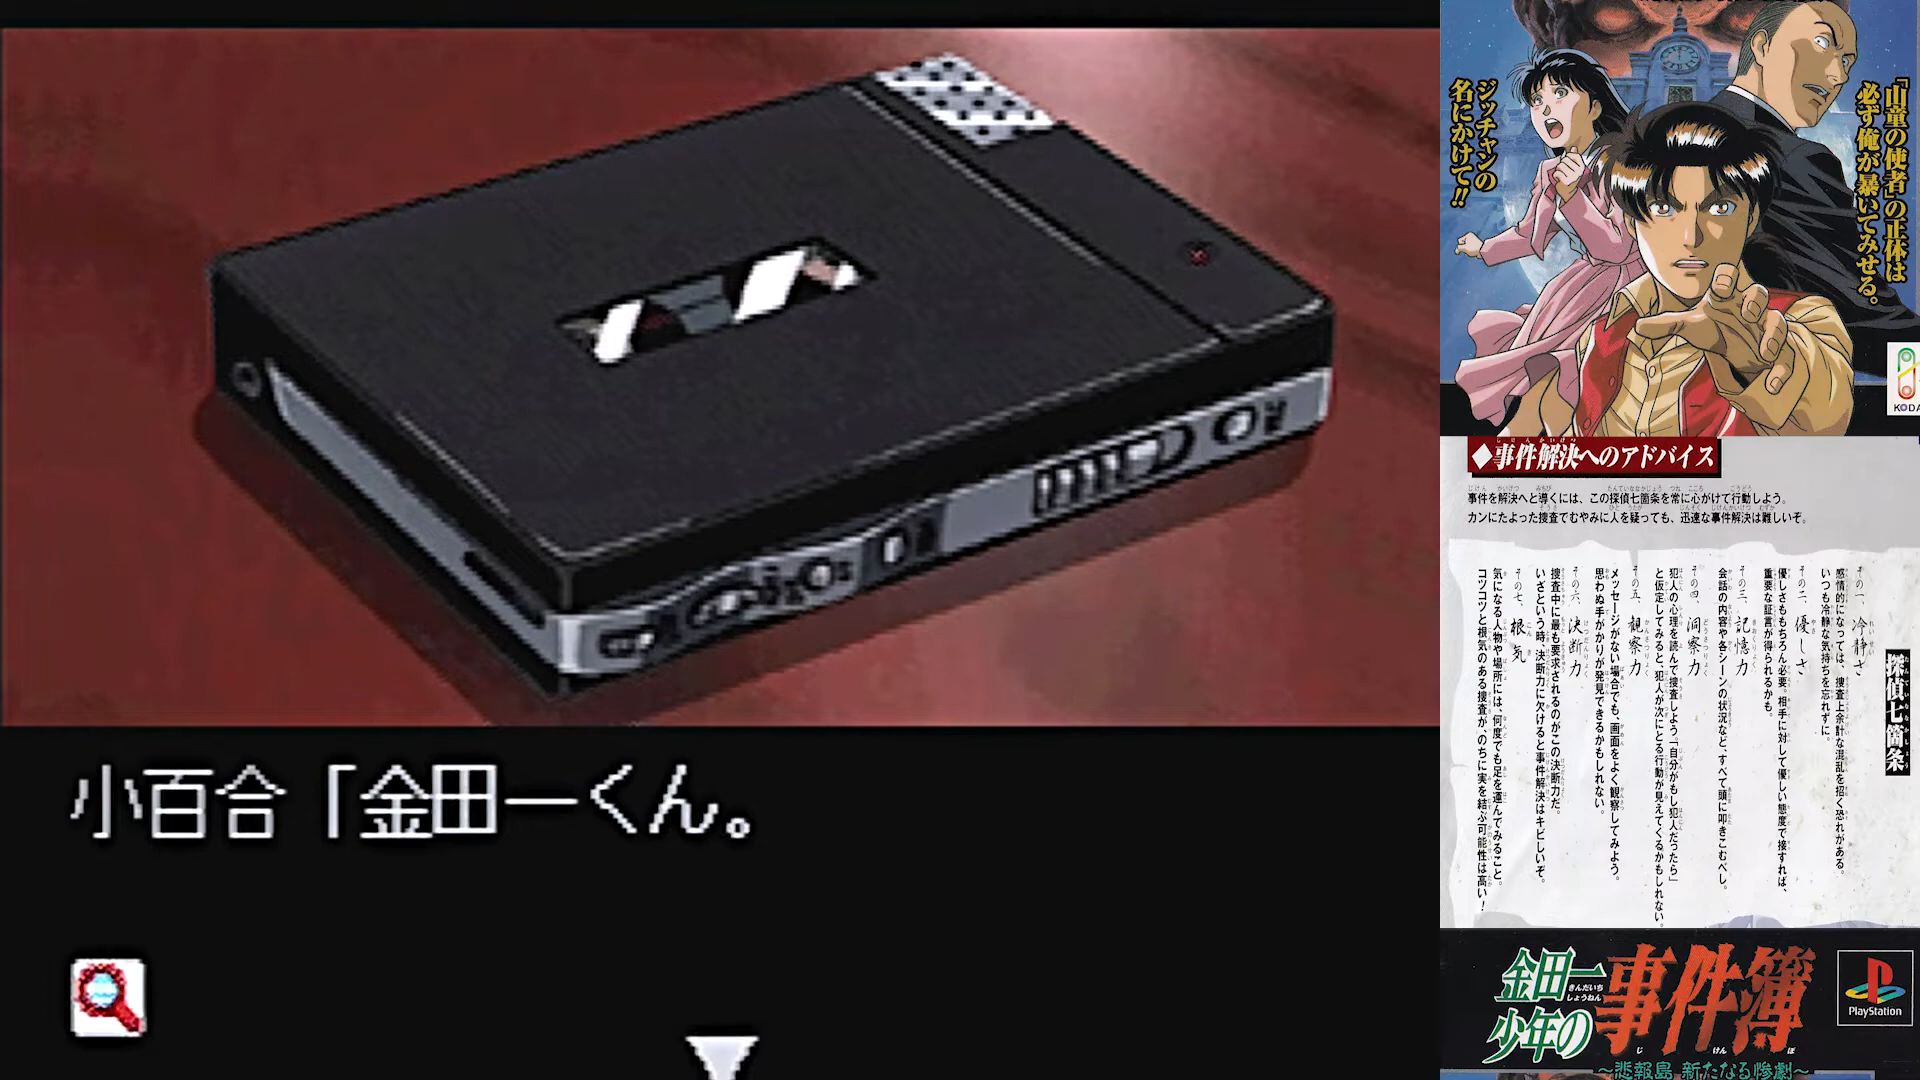 小百合「金田一くん。
「山童の使者」の正体は
必ず俺が暴いてみせる。
ジッチャンの
名にかけて!!
◆事件解決へのアドバイス
事件を解決へと導くには、この探偵七箇条を常に心がけて行動しよう。
カンにたよった捜査でむやみに人を疑っても、迅速な事件解決は難しいぞ。
探偵七箇条
その一、冷静さ
感情的になっては、捜査上余計な混乱を招く恐れがある。
いつも冷静な気持ちを忘れずに。
その二、優しさ
優しさももちろん必要。相手に対して優しい態度で接すれば、
重要な証言が得られるかも。
その三、記憶力
会話の内容や各シーンの状況など、すべて頭に叩きこむべし。
その四、洞察力
犯人の心理を読んで捜査しよう。「自分がもし犯人だったら」
と仮定してみると、犯人が次にとる行動が見えてくるかもしれない。
その五、観察力
メッセージがない場合でも、画面をよく観察してみよう。
思わぬ手がかりが発見できるかもしれない。
その六、決断力
捜査中に最も要求されるのがこの決断力だ。
いざという時、決断力に欠けると事件解決はキビしいぞ。
その七、根気
気になる人物や場所には、何度でも足を運んでみること。
コツコツと根気のある捜査が、のちに実を結ぶ可能性は高い!
金田一
きんだいち
しょうねん
少年の
事件簿
じ けん ぼ
～悲報島 新たなる惨劇～
PlayStation